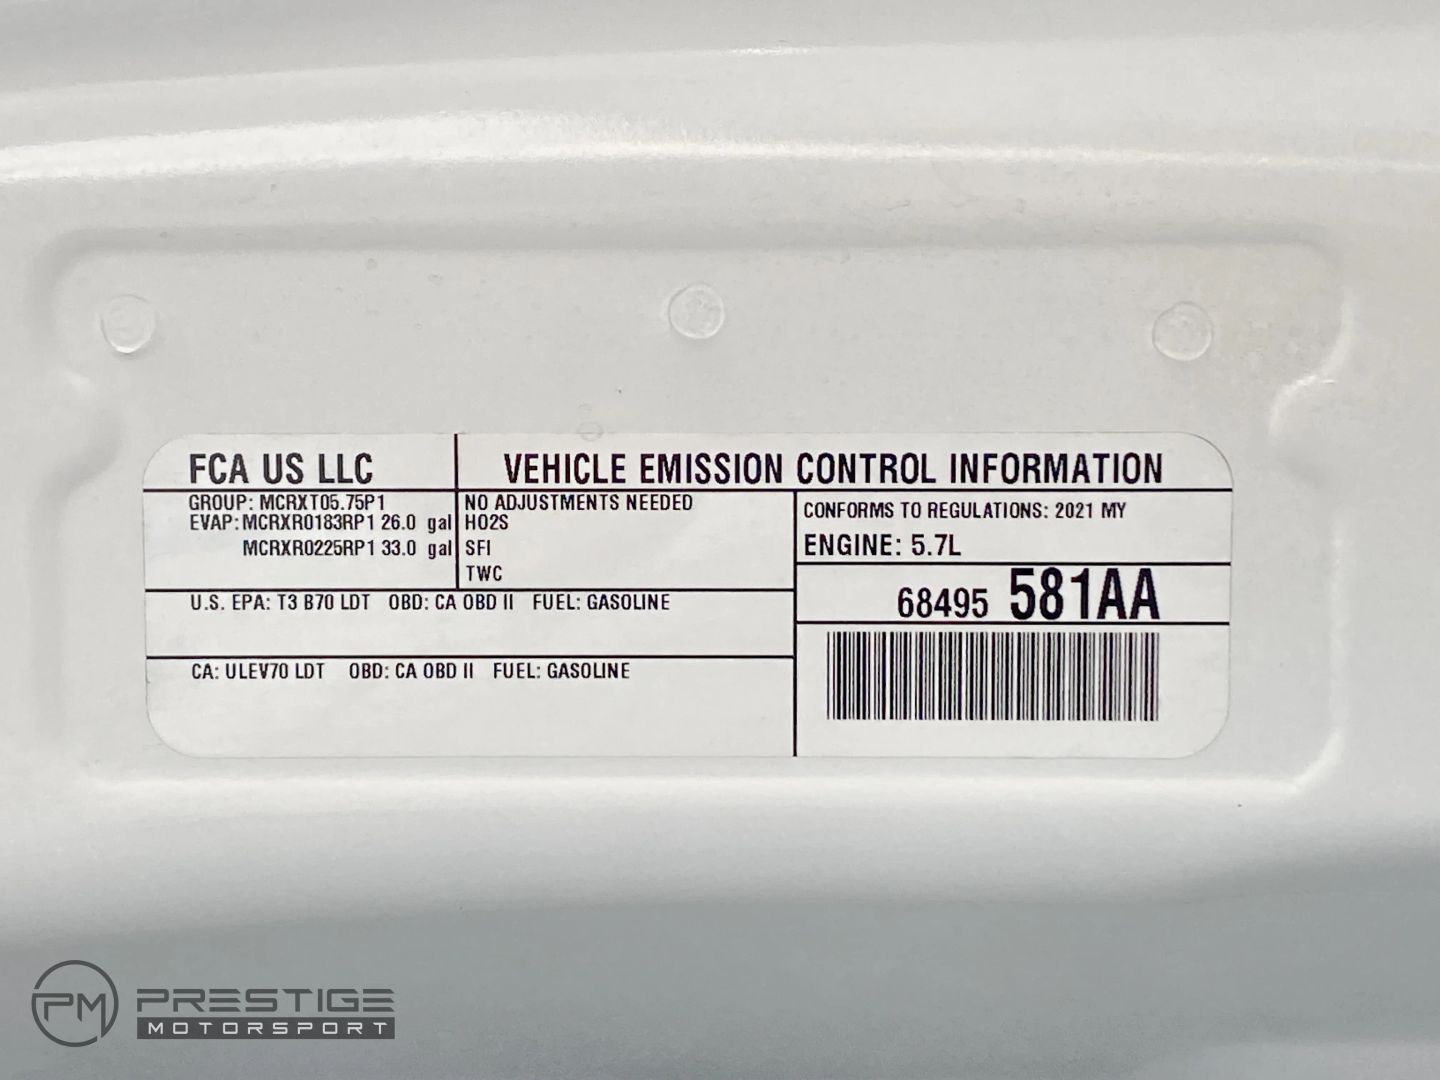 FCA US LLC
VEHICLE EMISSION CONTROL INFORMATION
GROUP: MCRXT05.75P1
EVAP: MCRXR0183RP1 26.0 gal
MCRXR0225RP1 33.0 gal
NO ADJUSTMENTS NEEDED
HO2S
SFI
TWC
CONFORMS TO REGULATIONS: 2021 MY
ENGINE: 5.7L
68495 581AA
U.S. EPA: T3 B70 LDT OBD: CA OBD II FUEL: GASOLINE
CA: ULEV70 LDT OBD: CA OBD II FUEL: GASOLINE
PM PRESTIGE
MOTORSPORT